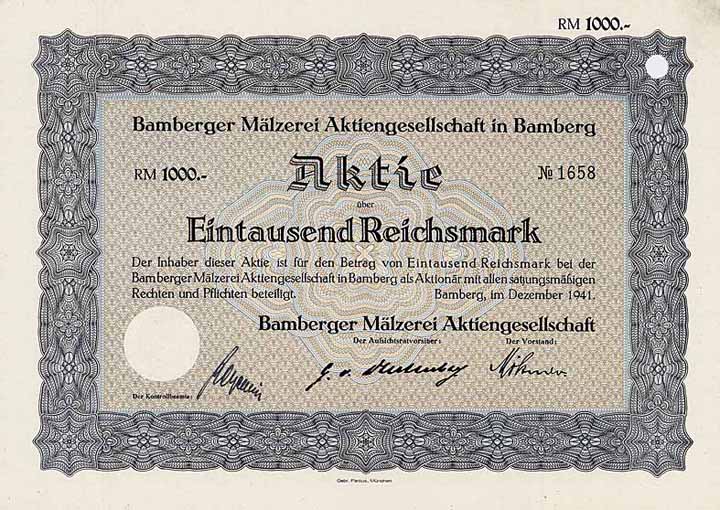 RM 1000.-
Bamberger Mälzerei Aktiengesellschaft in Bamberg
RM 1000.- Aktie № 1658
über
Eintausend Reichsmark
Der Inhaber dieser Aktie ist für den Betrag von Eintausend Reichsmark bei der
Bamberger Mälzerei Aktiengesellschaft in Bamberg als Aktionär mit allen satzungsmäßigen
Rechten und Pflichten beteiligt. Bamberg, im Dezember 1941.
Bamberger Mälzerei Aktiengesellschaft
Der Aufsichtsratvorsitzer: Der Vorstand:
Der Kontrollbeamte:
Gebr. Parcus, München